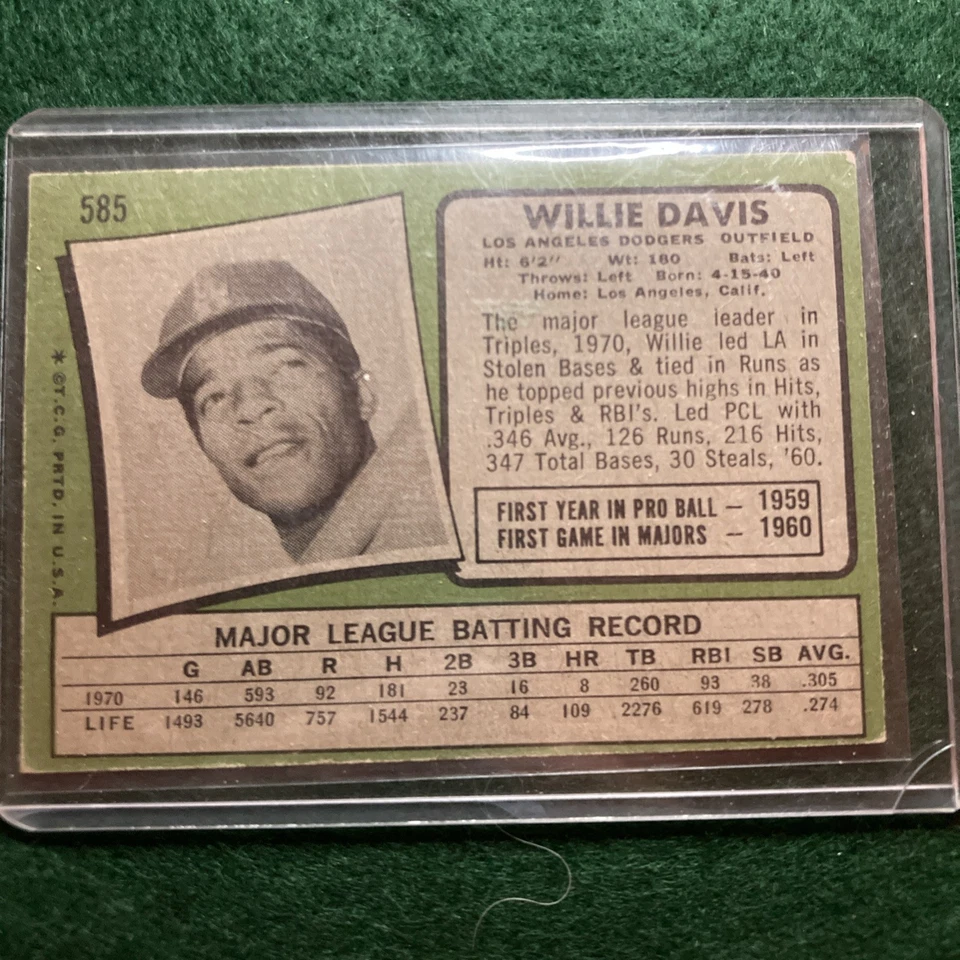 585
WILLIE DAVIS
LOS ANGELES DODGERS OUTFIELD
Ht: 6'2" Wt: 180 Bats: Left
Throws: Left Born: 4-15-40
Home: Los Angeles, Calif.
The major league leader in
Triples, 1970, Willie led LA in
Stolen Bases & tied in Runs as
he topped previous highs in Hits,
Triples & RBI's. Led PCL with
.346 Avg., 126 Runs, 216 Hits,
347 Total Bases, 30 Steals, '60.
FIRST YEAR IN PRO BALL — 1959
FIRST GAME IN MAJORS — 1960
* ©T.C.G. PRTD. IN U.S.A.
MAJOR LEAGUE BATTING RECORD
G AB R H 2B 3B HR TB RBI SB AVG.
1970 146 593 92 181 23 16 8 260 93 38 .305
LIFE 1493 5640 757 1544 237 84 109 2276 619 278 .274